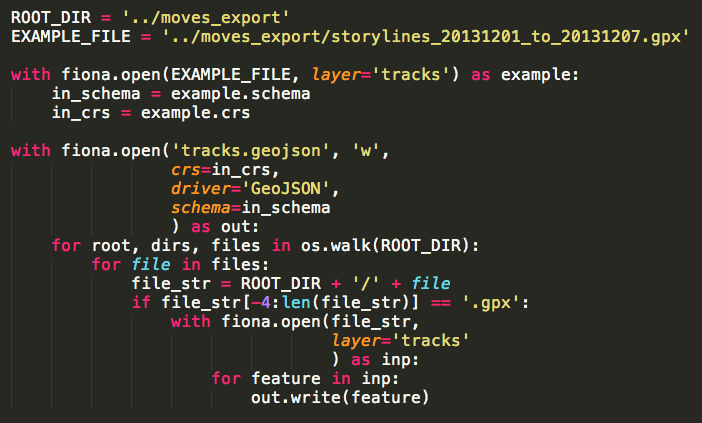 ROOT_DIR = '../moves_export'
EXAMPLE_FILE = '../moves_export/storylines_20131201_to_20131207.gpx'

with fiona.open(EXAMPLE_FILE, layer='tracks') as example:
    in_schema = example.schema
    in_crs = example.crs

with fiona.open('tracks.geojson', 'w',
                crs=in_crs,
                driver='GeoJSON',
                schema=in_schema
                ) as out:
    for root, dirs, files in os.walk(ROOT_DIR):
        for file in files:
            file_str = ROOT_DIR + '/' + file
            if file_str[-4:len(file_str)] == '.gpx':
                with fiona.open(file_str,
                                layer='tracks'
                                ) as inp:
                    for feature in inp:
                        out.write(feature)